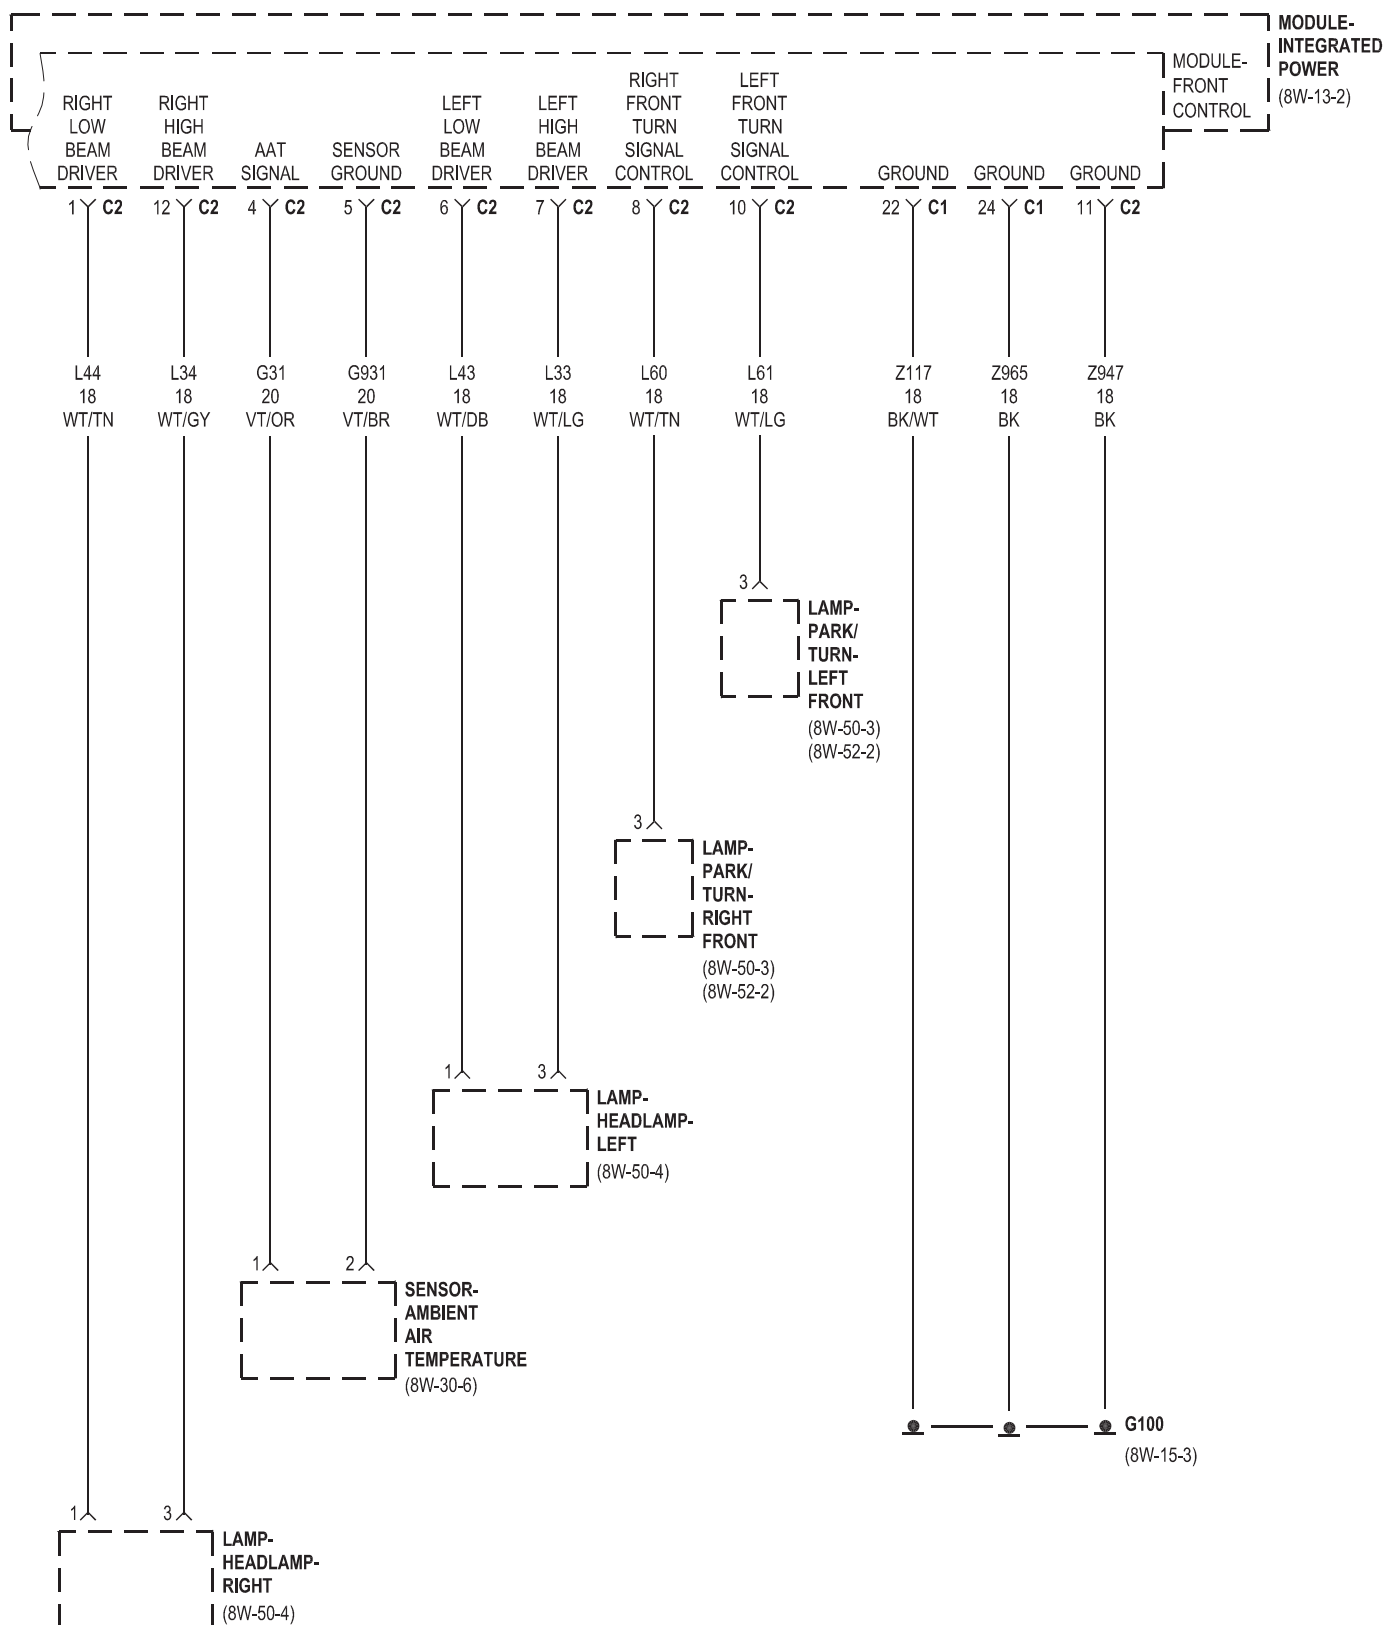 MODULE-
INTEGRATED
POWER
(8W-13-2)
MODULE-
FRONT
CONTROL
RIGHT
LOW
BEAM
DRIVER
RIGHT
HIGH
BEAM
DRIVER
AAT
SIGNAL
SENSOR
GROUND
LEFT
LOW
BEAM
DRIVER
LEFT
HIGH
BEAM
DRIVER
RIGHT
FRONT
TURN
SIGNAL
CONTROL
LEFT
FRONT
TURN
SIGNAL
CONTROL
GROUND
GROUND
GROUND
1 C2
12 C2
4 C2
5 C2
6 C2
7 C2
8 C2
10 C2
22 C1
24 C1
11 C2
L44
18
WT/TN
L34
18
WT/GY
G31
20
VT/OR
G931
20
VT/BR
L43
18
WT/DB
L33
18
WT/LG
L60
18
WT/TN
L61
18
WT/LG
Z117
18
BK/WT
Z965
18
BK
Z947
18
BK
3
LAMP-
PARK/
TURN-
LEFT
FRONT
(8W-50-3)
(8W-52-2)
3
LAMP-
PARK/
TURN-
RIGHT
FRONT
(8W-50-3)
(8W-52-2)
1 3
LAMP-
HEADLAMP-
LEFT
(8W-50-4)
1 2
SENSOR-
AMBIENT
AIR
TEMPERATURE
(8W-30-6)
G100
(8W-15-3)
1 3
LAMP-
HEADLAMP-
RIGHT
(8W-50-4)